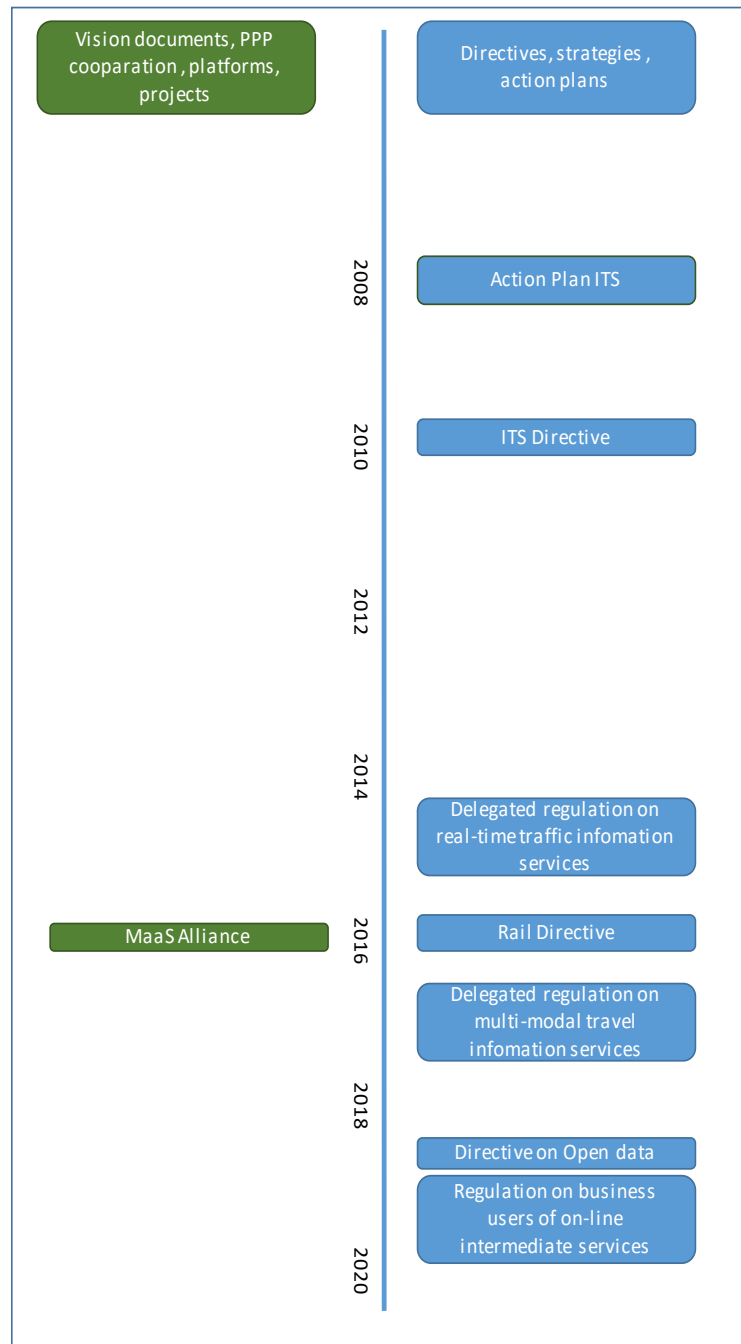 Vision documents, PPP
cooparation, platforms,
projects
Directives, strategies,
action plans
2008
Action Plan ITS
2010
ITS Directive
2012
2014
Delegated regulation on
real-time traffic infomation
services
MaaS Alliance
2016
Rail Directive
Delegated regulation on
multi-modal travel
infomation services
2018
Directive on Open data
Regulation on business
users of on-line
intermediate services
2020